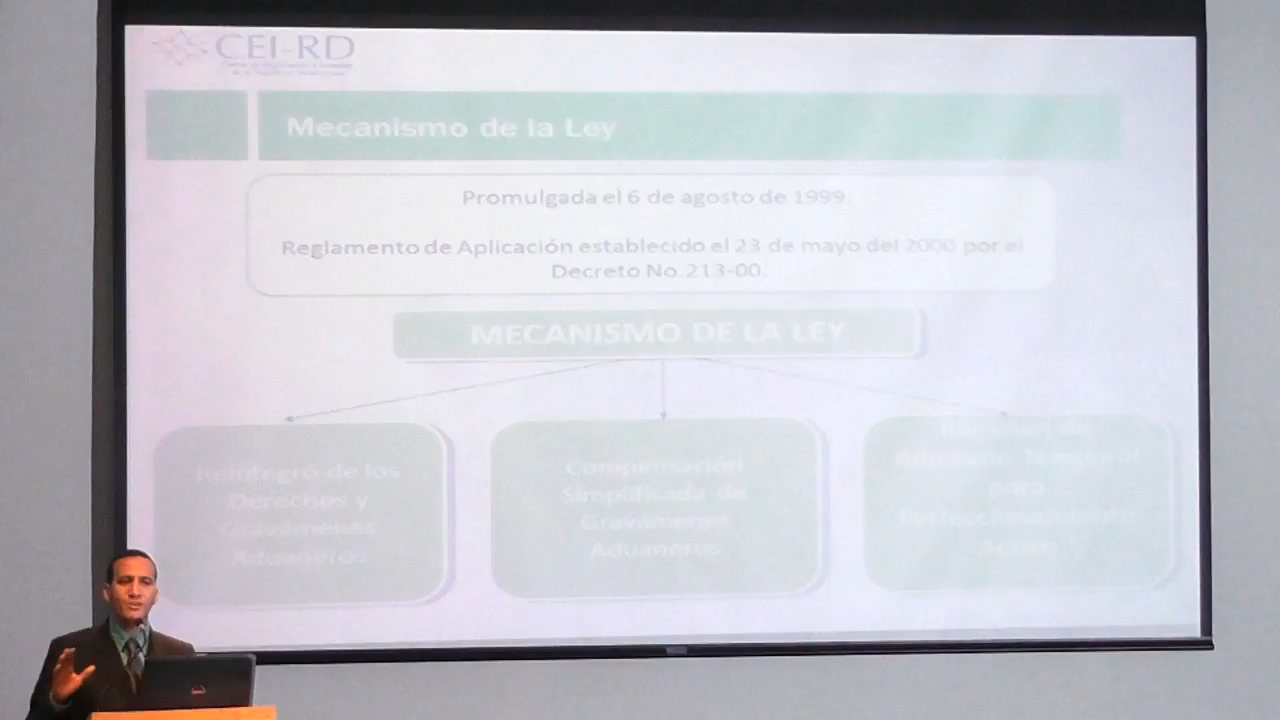 CEI-RD
Mecanismo de la Ley
Promulgada el 6 de agosto de 1999.
Reglamento de Aplicación establecido el 23 de mayo del 2000 por el
Decreto No. 213-00.
MECANISMO DE LA LEY
Reintegro de los
Derechos y
Gravámenes
Aduaneros
Compensación
Simplificada de
Gravámenes
Aduaneros
Admisión Temporal
para
Perfeccionamiento
Activo